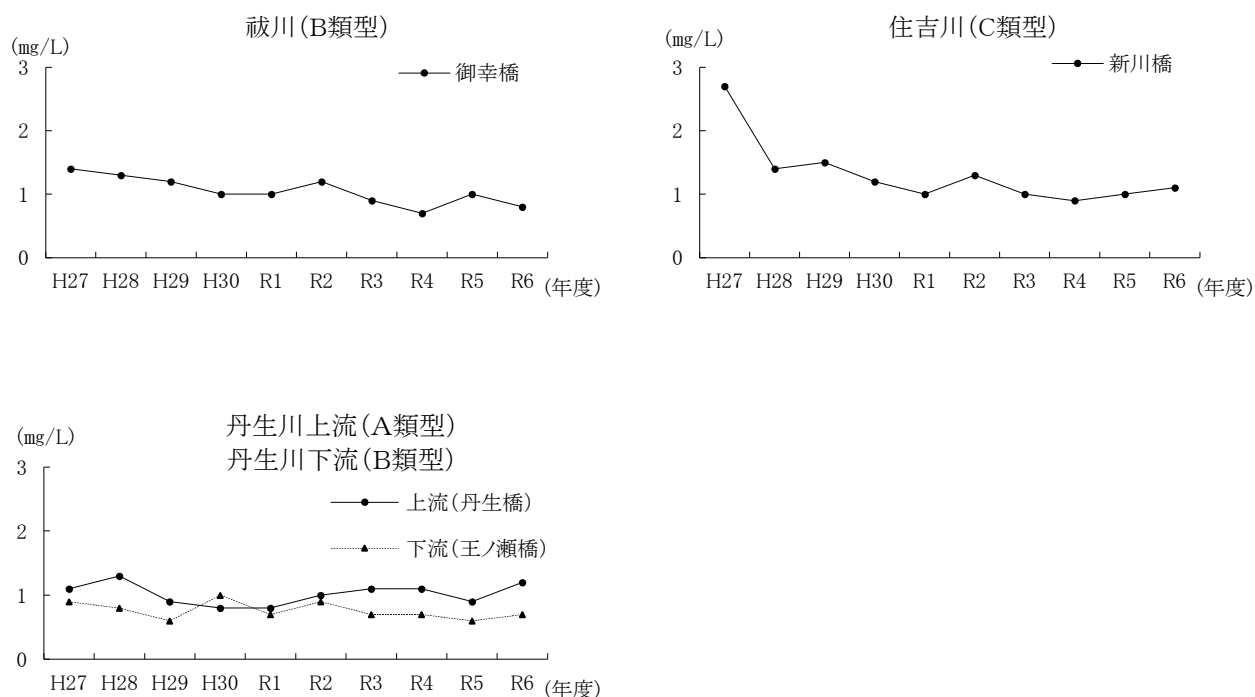 祓川（B類型）
(mg/L)
御幸橋
3
2
1
0
H27 H28 H29 H30 R1 R2 R3 R4 R5 R6 (年度)
住吉川（C類型）
(mg/L)
新川橋
3
2
1
0
H27 H28 H29 H30 R1 R2 R3 R4 R5 R6 (年度)
丹生川上流（A類型）
丹生川下流（B類型）
(mg/L)
上流（丹生橋）
下流（王ノ瀬橋）
3
2
1
0
H27 H28 H29 H30 R1 R2 R3 R4 R5 R6 (年度)